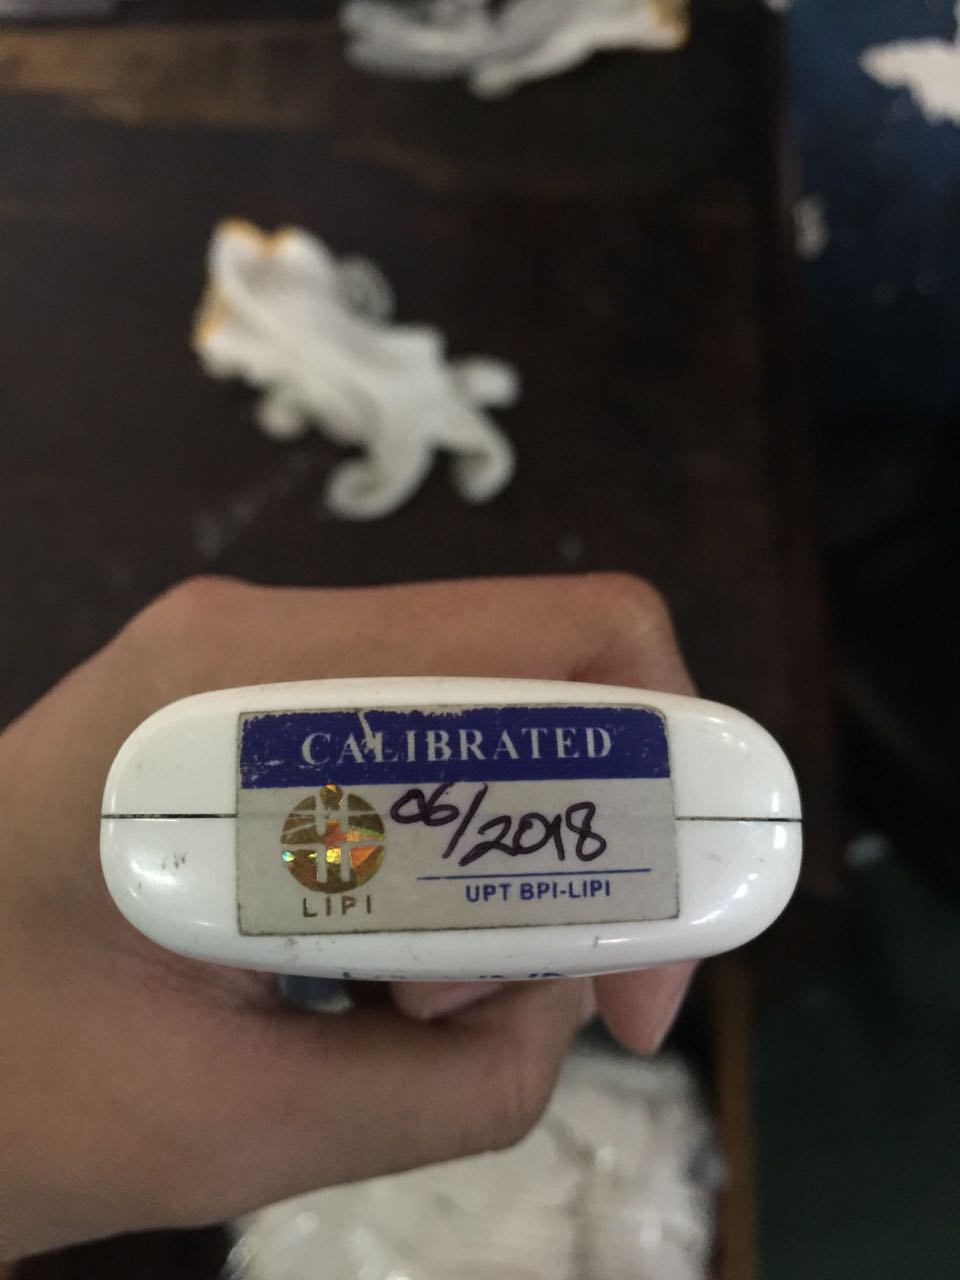 CALIBRATED
06/2018
LIPI
UPT BPI-LIPI